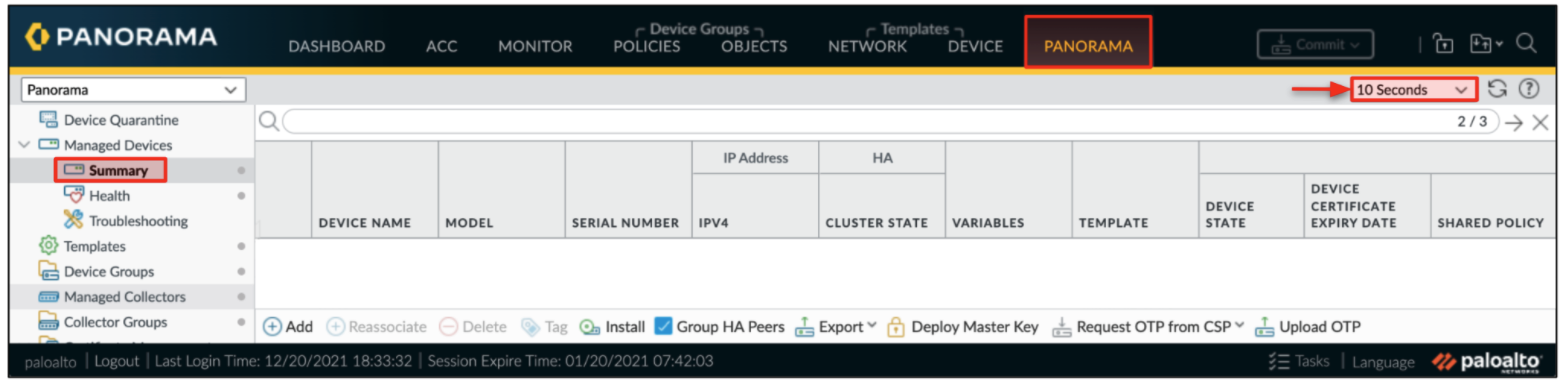 PANORAMA
Device Groups
Templates
DASHBOARD ACC MONITOR POLICIES OBJECTS NETWORK DEVICE PANORAMA Commit
Panorama 10 Seconds
Device Quarantine
2 / 3
Managed Devices
Summary
Health
Troubleshooting
Templates
Device Groups
Managed Collectors
Collector Groups
IP Address HA
DEVICE NAME MODEL SERIAL NUMBER IPV4 CLUSTER STATE VARIABLES TEMPLATE DEVICE STATE DEVICE CERTIFICATE EXPIRY DATE SHARED POLICY
Add Reassociate Delete Tag Install Group HA Peers Export Deploy Master Key Request OTP from CSP Upload OTP
paloalto | Logout | Last Login Time: 12/20/2021 18:33:32 | Session Expire Time: 01/20/2021 07:42:03 Tasks | Language paloalto NETWORKS